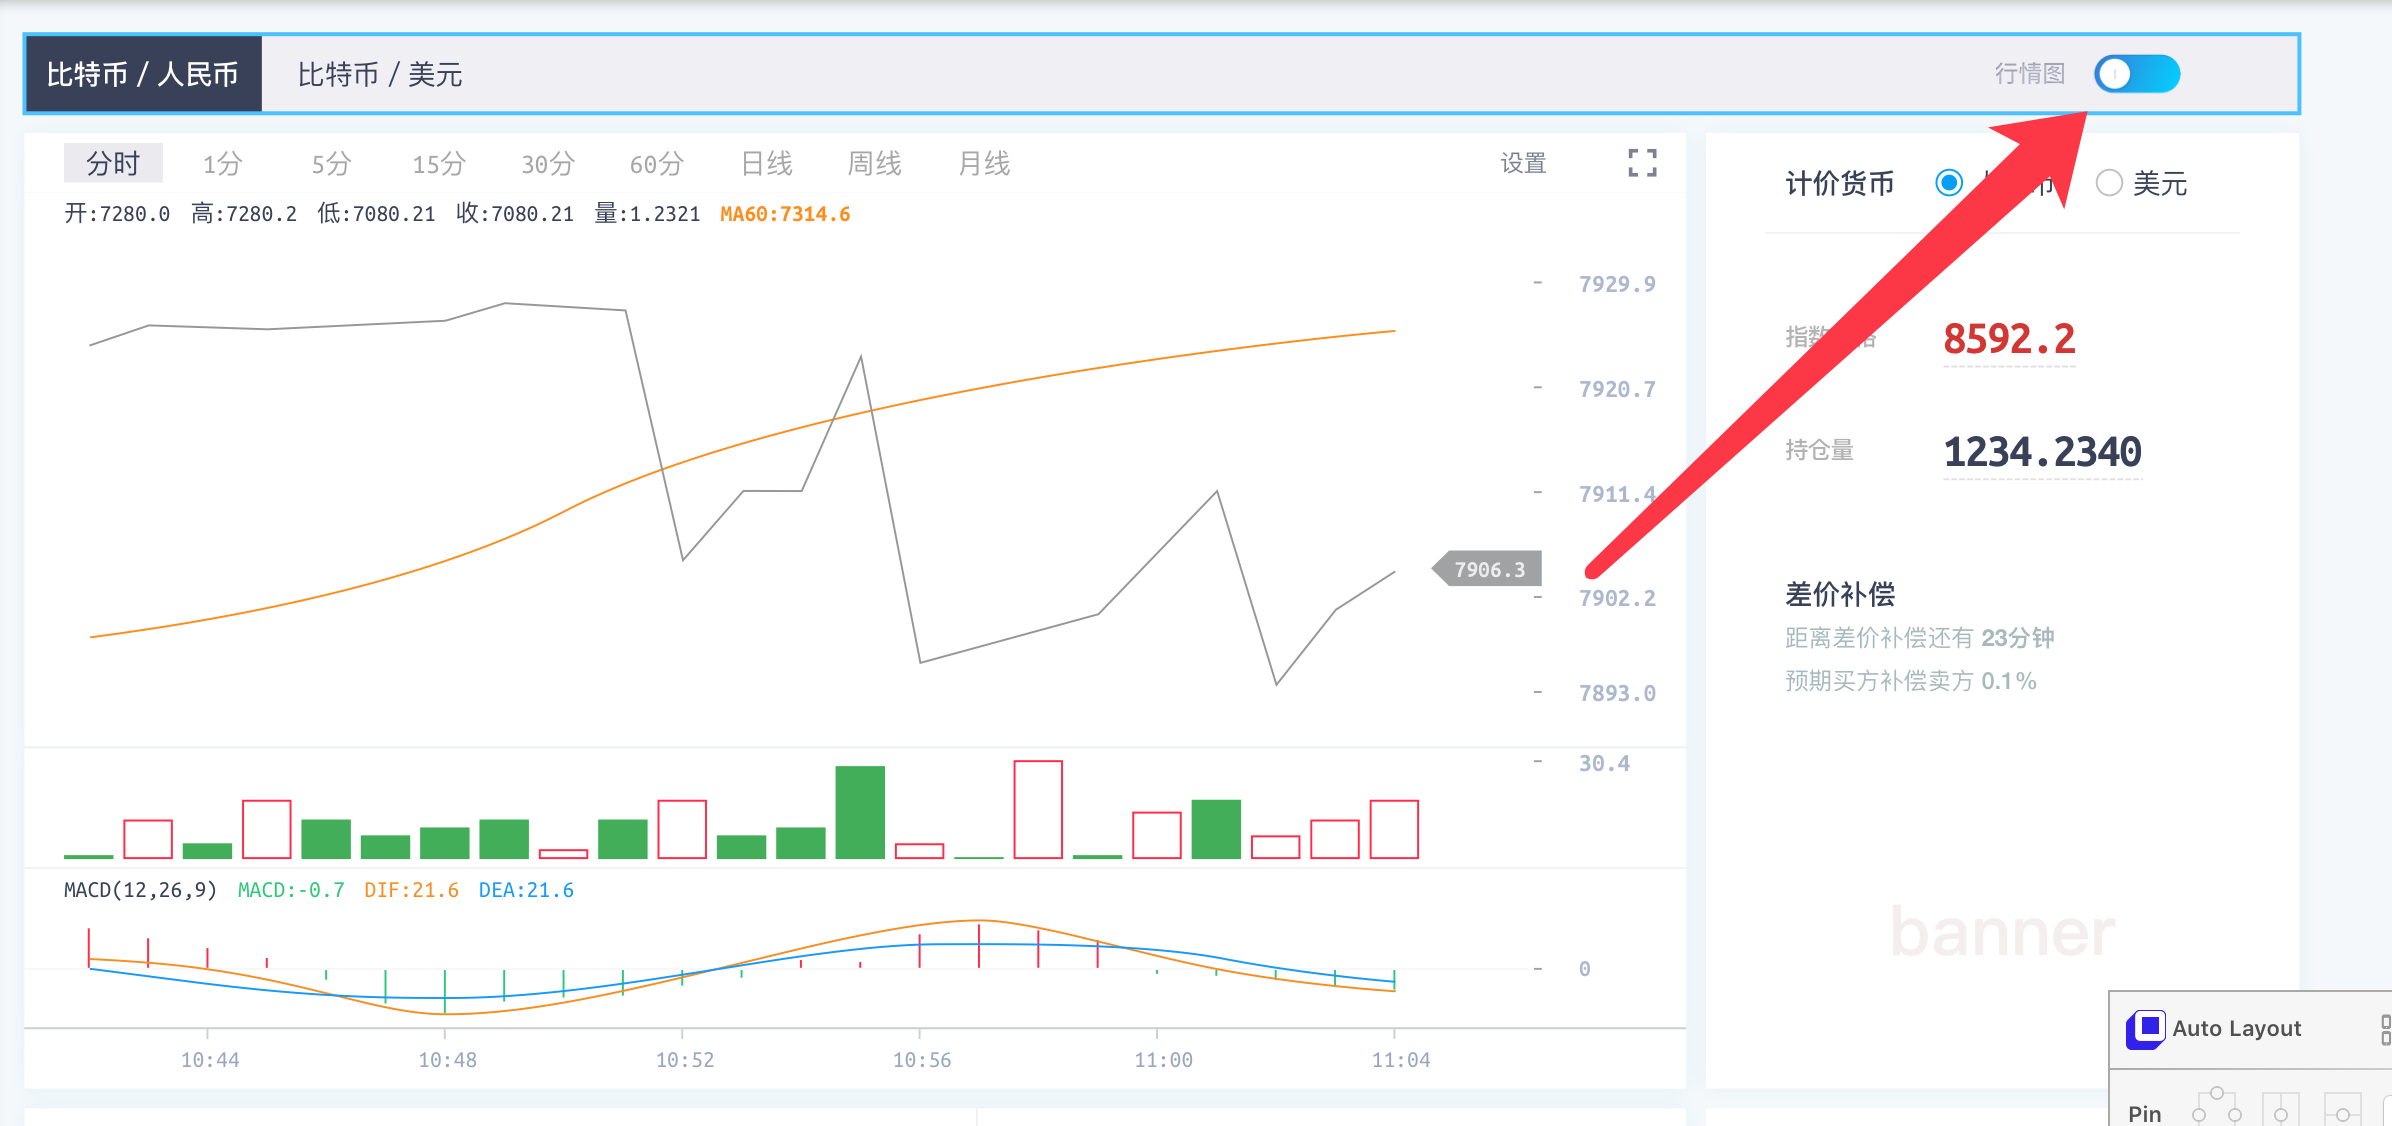 比特币 / 人民币 比特币 / 美元 行情图
分时 1分 5分 15分 30分 60分 日线 周线 月线 设置
开:7280.0 高:7280.2 低:7080.21 收:7080.21 量:1.2321 MA60:7314.6
7929.9
7920.7
7911.4
7906.3
7902.2
7893.0
30.4
MACD(12,26,9) MACD:-0.7 DIF:21.6 DEA:21.6
0
10:44 10:48 10:52 10:56 11:00 11:04
计价货币 美元
8592.2
持仓量 1234.2340
差价补偿
距离差价补偿还有 23分钟
预期买方补偿卖方 0.1%
banner
Auto Layout
Pin